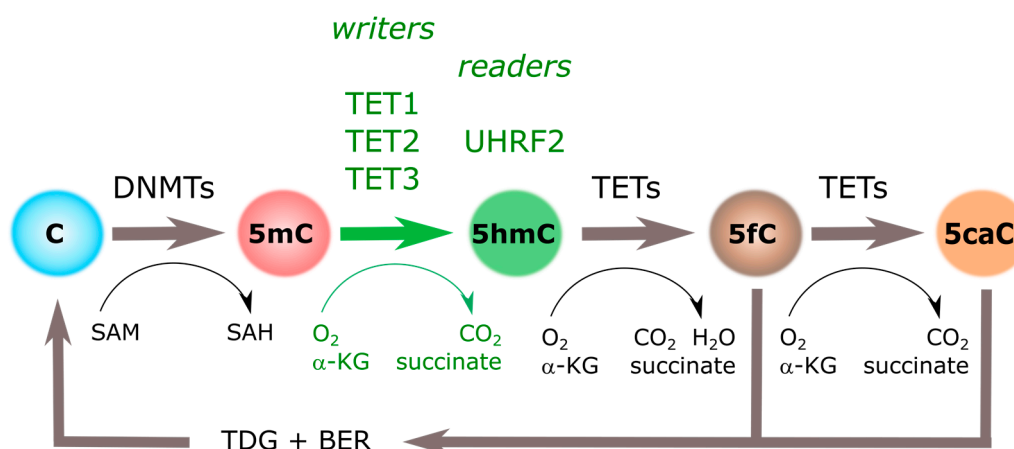 writers
readers
TET1
TET2
UHRF2
TET3
DNMTs
TETs
TETs
C
5mC
5hmC
5fC
5caC
SAM
SAH
O₂
CO₂
O₂
CO₂ H₂O
O₂
CO₂
α-KG
succinate
α-KG
succinate
α-KG
succinate
TDG + BER